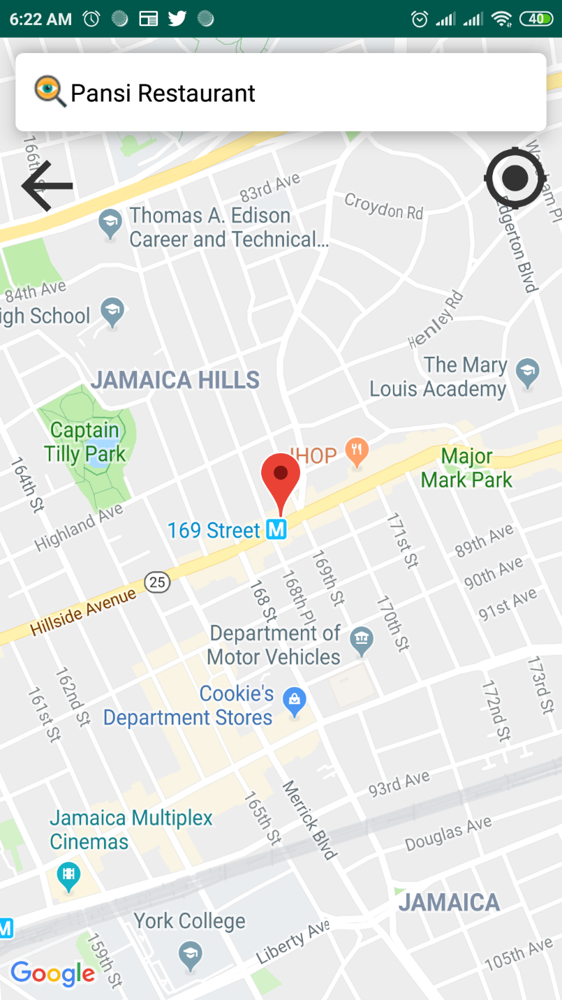 6:22 AM
40
Pansi Restaurant
166th St
83rd Ave
Croydon Rd
Edgerton Blvd
Thomas A. Edison
Career and Technical...
84th Ave
igh School
Henley Rd
JAMAICA HILLS
The Mary
Louis Academy
Captain
Tilly Park
IHOP
Major
Mark Park
164th St
Highland Ave
169 Street M
171st St
89th Ave
90th Ave
91st Ave
25
Hillside Avenue
168 St
168th Pl
169th St
170th St
Department of
Motor Vehicles
162nd St
161st St
172nd St
173rd St
Cookie's
Department Stores
93rd Ave
Merrick Blvd
165th St
Jamaica Multiplex
Cinemas
Douglas Ave
JAMAICA
M
York College
Liberty Ave
159th St
105th Ave
Google